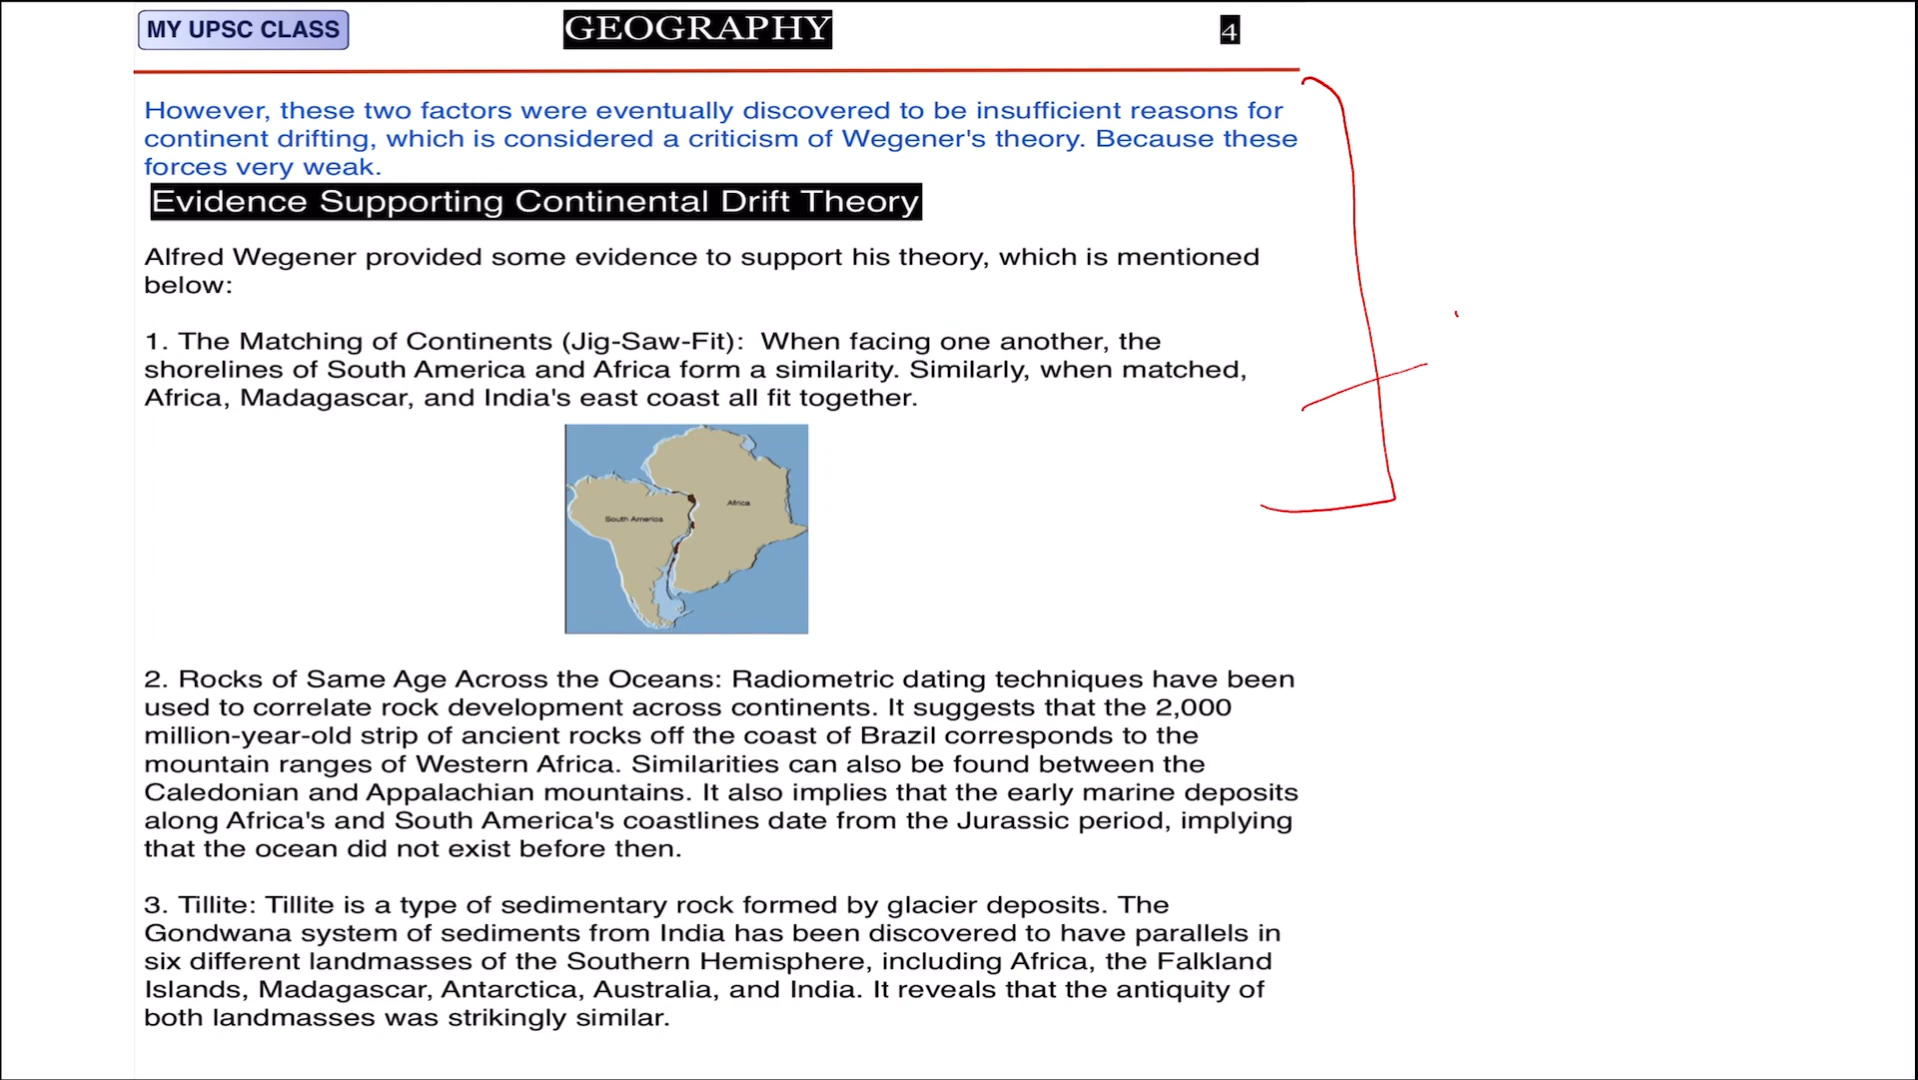 MY UPSC CLASS
GEOGRAPHY
4
However, these two factors were eventually discovered to be insufficient reasons for
continent drifting, which is considered a criticism of Wegener's theory. Because these
forces very weak.
Evidence Supporting Continental Drift Theory
Alfred Wegener provided some evidence to support his theory, which is mentioned
below:
1. The Matching of Continents (Jig-Saw-Fit):  When facing one another, the
shorelines of South America and Africa form a similarity. Similarly, when matched,
Africa, Madagascar, and India's east coast all fit together.
Africa
South America
2. Rocks of Same Age Across the Oceans: Radiometric dating techniques have been
used to correlate rock development across continents. It suggests that the 2,000
million-year-old strip of ancient rocks off the coast of Brazil corresponds to the
mountain ranges of Western Africa. Similarities can also be found between the
Caledonian and Appalachian mountains. It also implies that the early marine deposits
along Africa's and South America's coastlines date from the Jurassic period, implying
that the ocean did not exist before then.
3. Tillite: Tillite is a type of sedimentary rock formed by glacier deposits. The
Gondwana system of sediments from India has been discovered to have parallels in
six different landmasses of the Southern Hemisphere, including Africa, the Falkland
Islands, Madagascar, Antarctica, Australia, and India. It reveals that the antiquity of
both landmasses was strikingly similar.